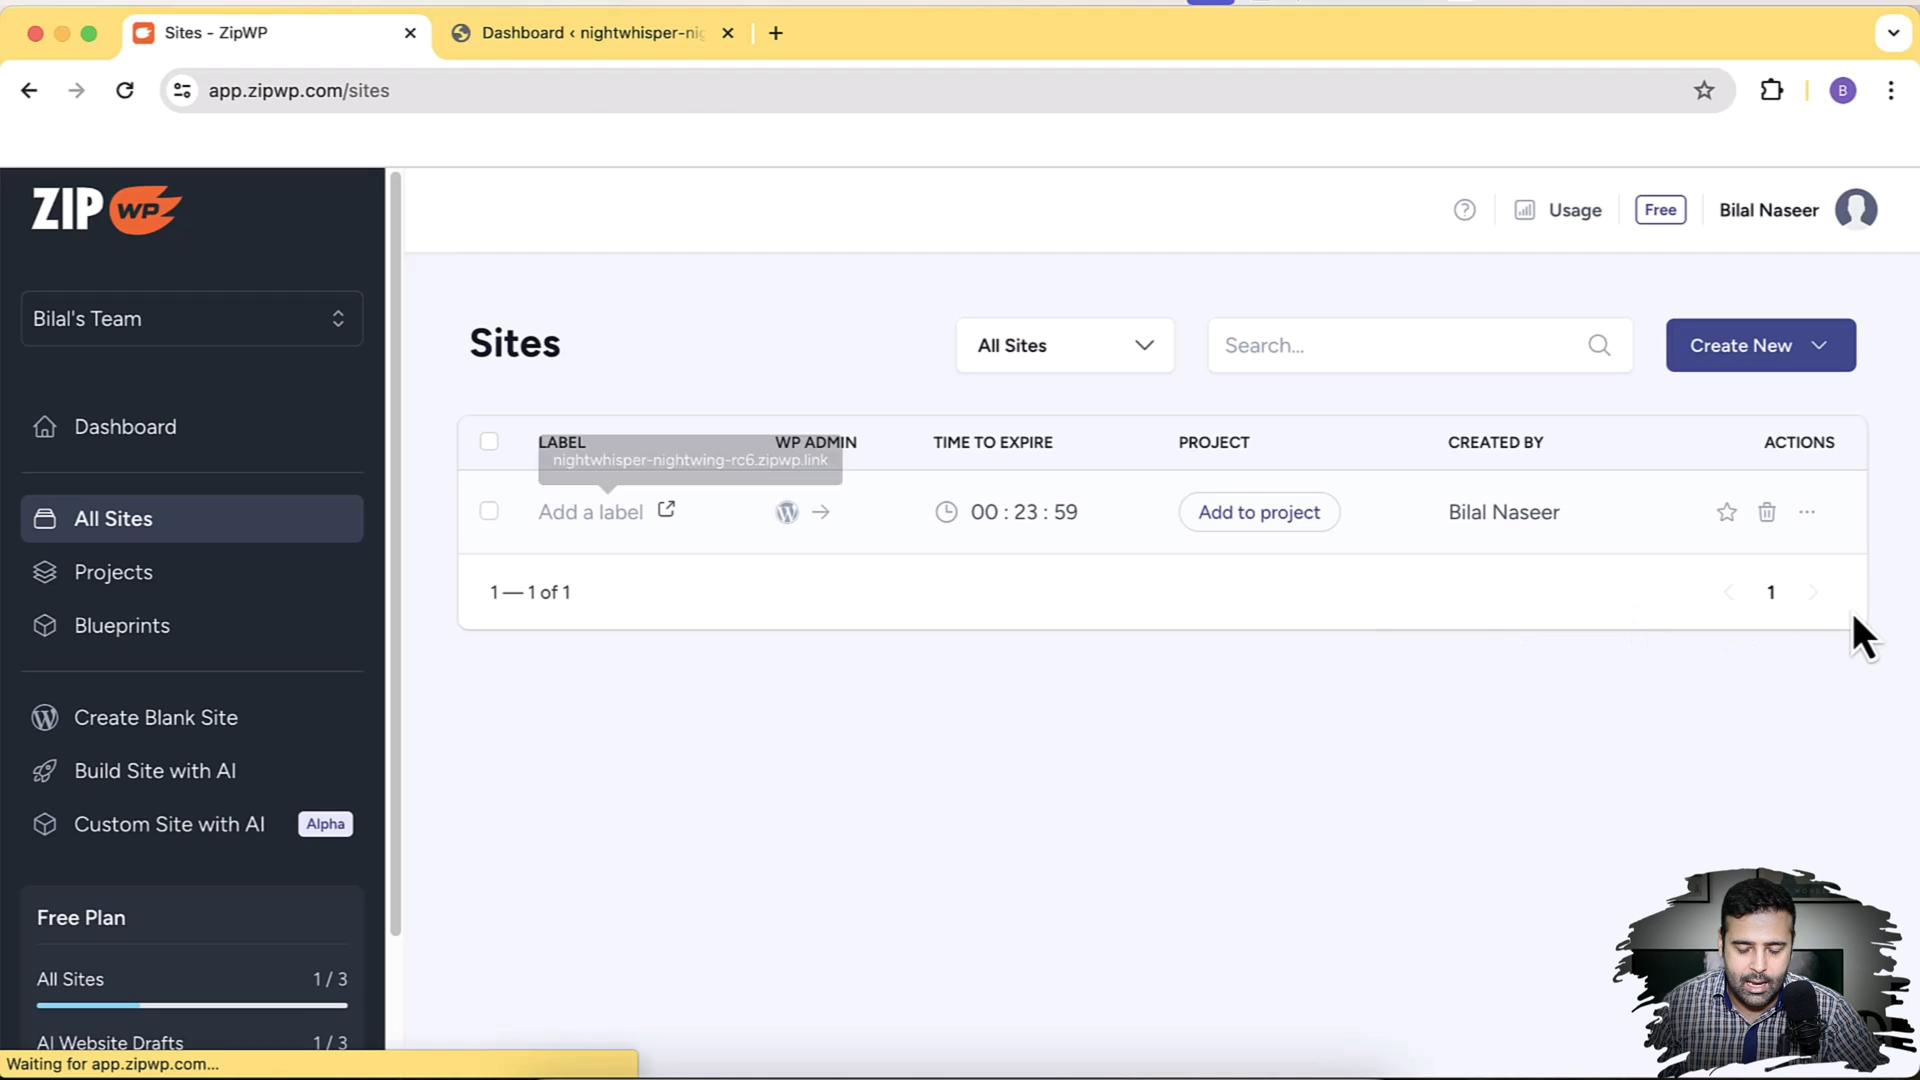 Sites - ZipWP
Dashboard ‹ nightwhisper-nig
app.zipwp.com/sites
B
ZIP WP
Usage
Free
Bilal Naseer
Bilal's Team
Sites
All Sites
Search...
Create New
Dashboard
LABEL
WP ADMIN
TIME TO EXPIRE
PROJECT
CREATED BY
ACTIONS
nightwhisper-nightwing-rc6.zipwp.link
Add a label
00 : 23 : 59
Add to project
Bilal Naseer
All Sites
Projects
1 — 1 of 1
1
Blueprints
Create Blank Site
Build Site with AI
Custom Site with AI
Alpha
Free Plan
All Sites
1 / 3
AI Website Drafts
1 / 3
Waiting for app.zipwp.com...